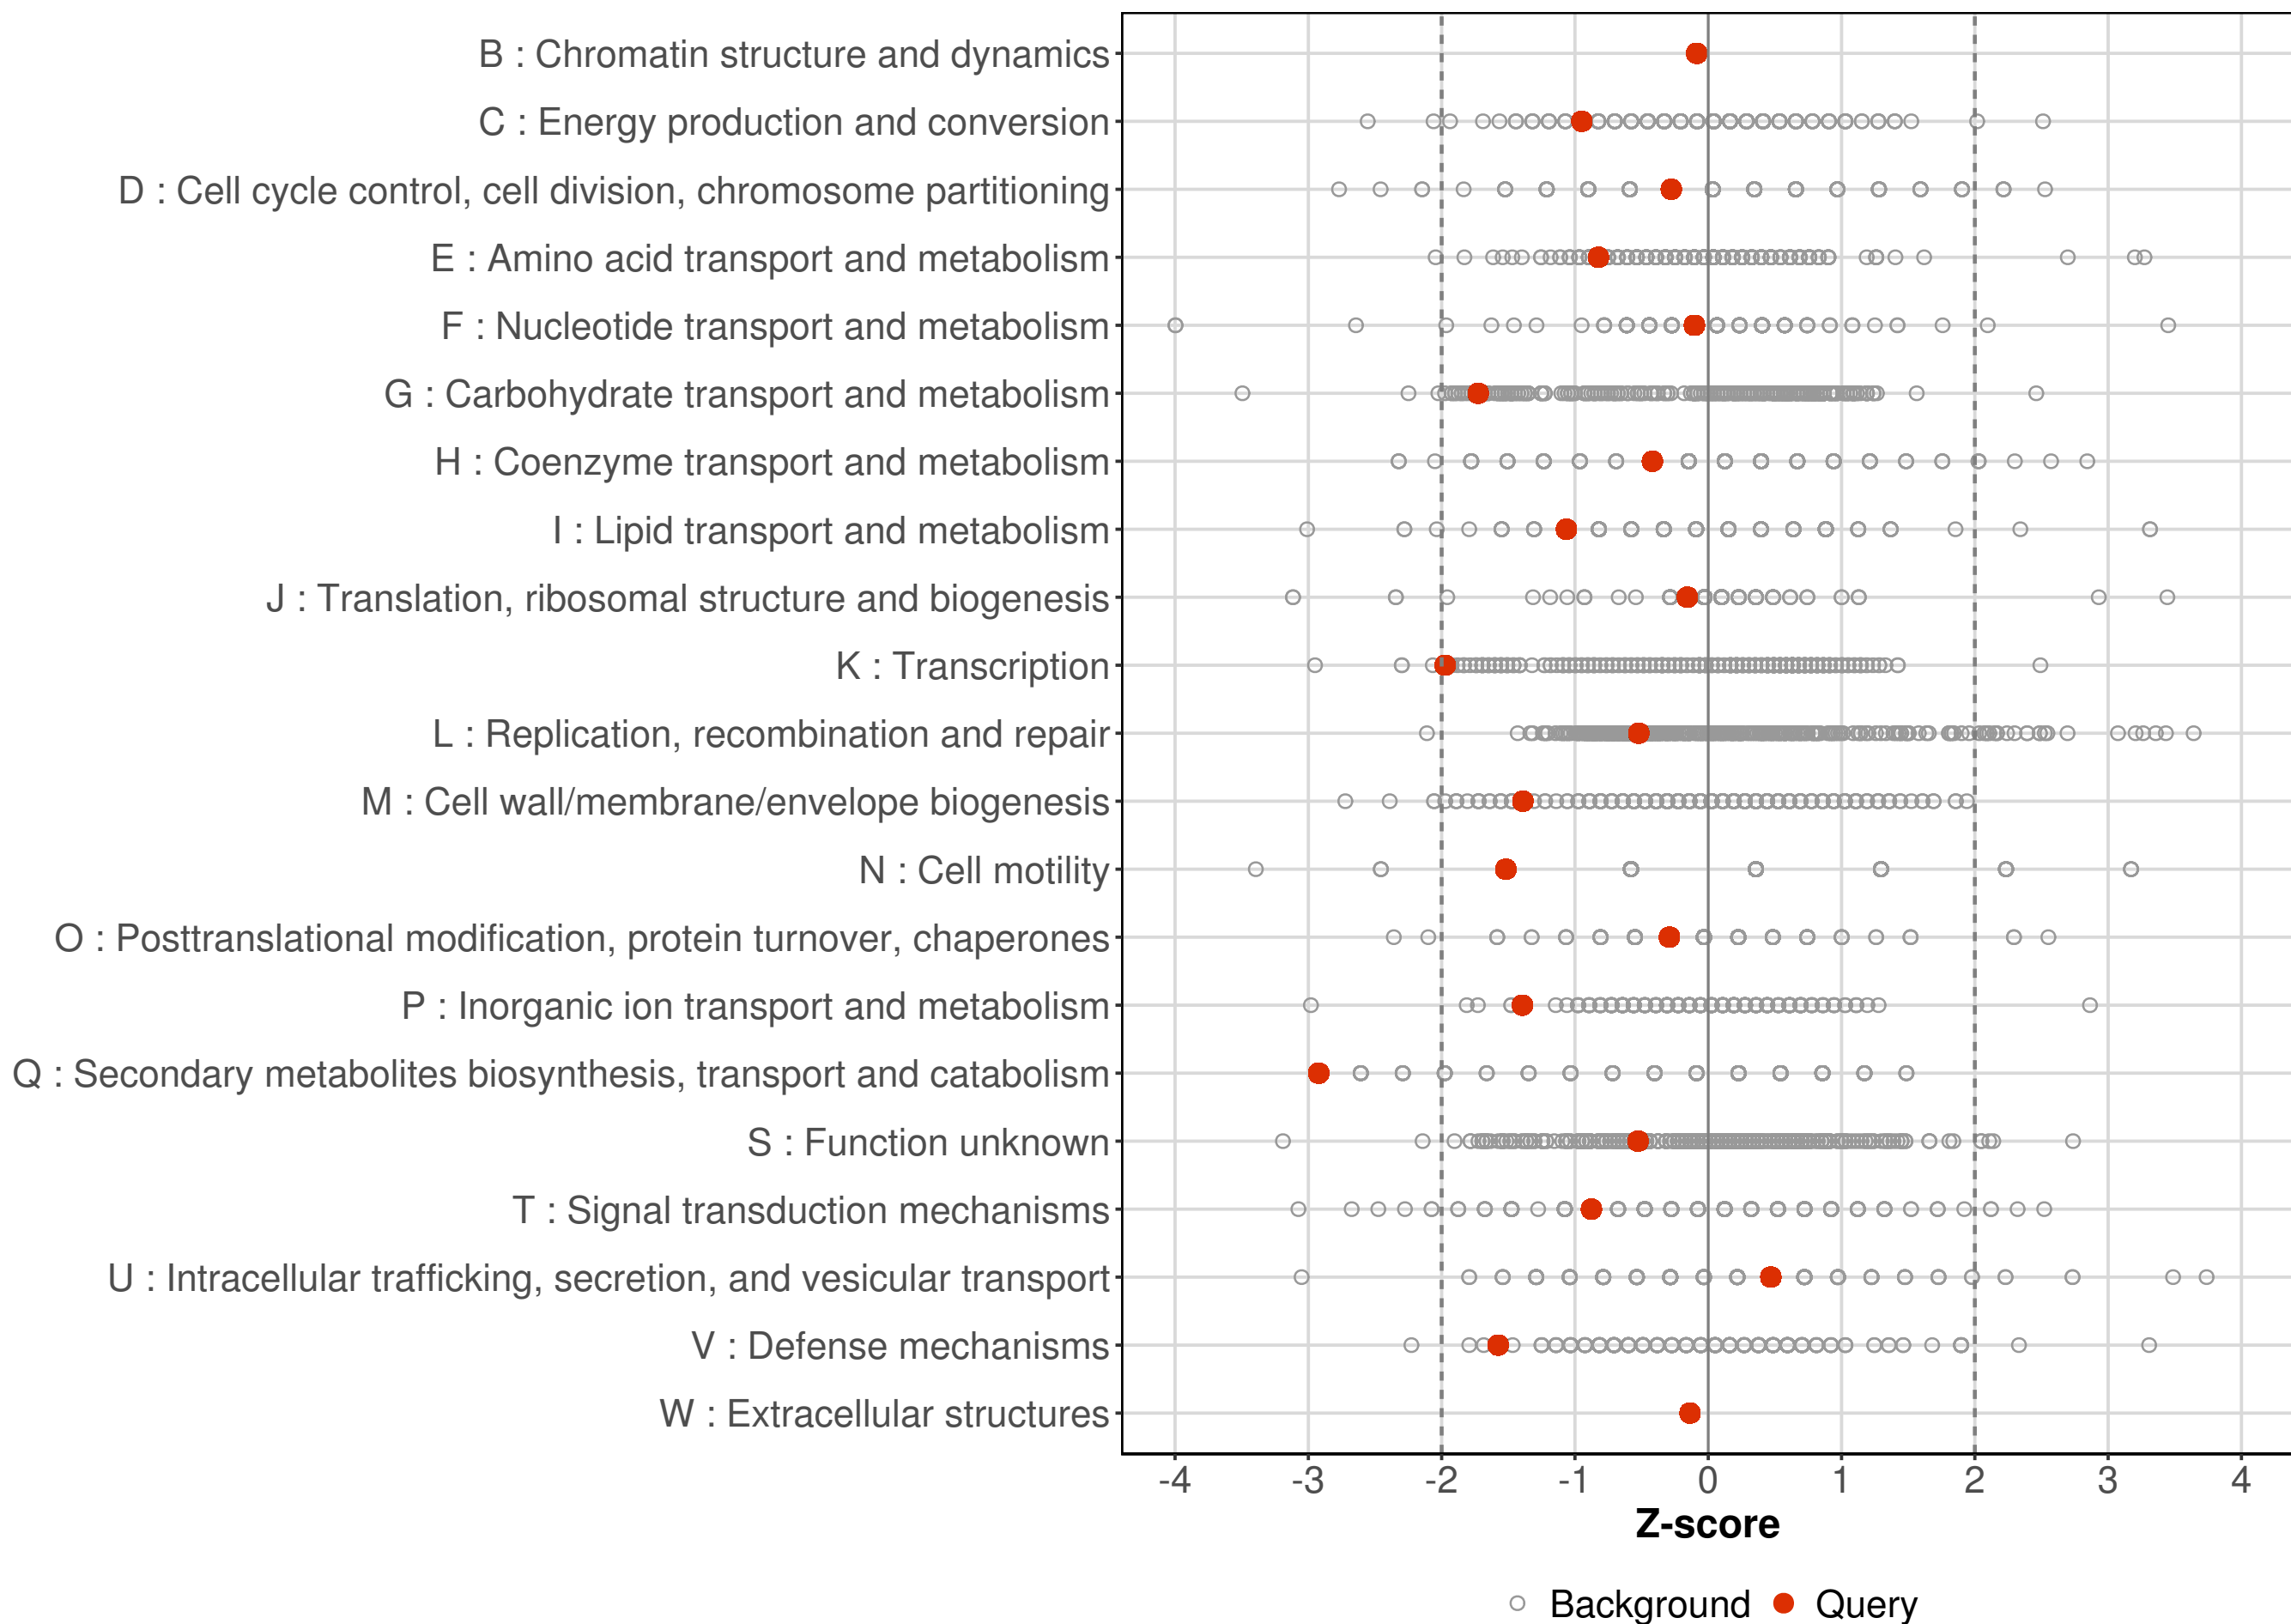 B : Chromatin structure and dynamics
C : Energy production and conversion
D : Cell cycle control, cell division, chromosome partitioning
E : Amino acid transport and metabolism
F : Nucleotide transport and metabolism
G : Carbohydrate transport and metabolism
H : Coenzyme transport and metabolism
I : Lipid transport and metabolism
J : Translation, ribosomal structure and biogenesis
K : Transcription
L : Replication, recombination and repair
M : Cell wall/membrane/envelope biogenesis
N : Cell motility
O : Posttranslational modification, protein turnover, chaperones
P : Inorganic ion transport and metabolism
Q : Secondary metabolites biosynthesis, transport and catabolism
S : Function unknown
T : Signal transduction mechanisms
U : Intracellular trafficking, secretion, and vesicular transport
V : Defense mechanisms
W : Extracellular structures
-4 -3 -2 -1 0 1 2 3 4
Z-score
Background Query